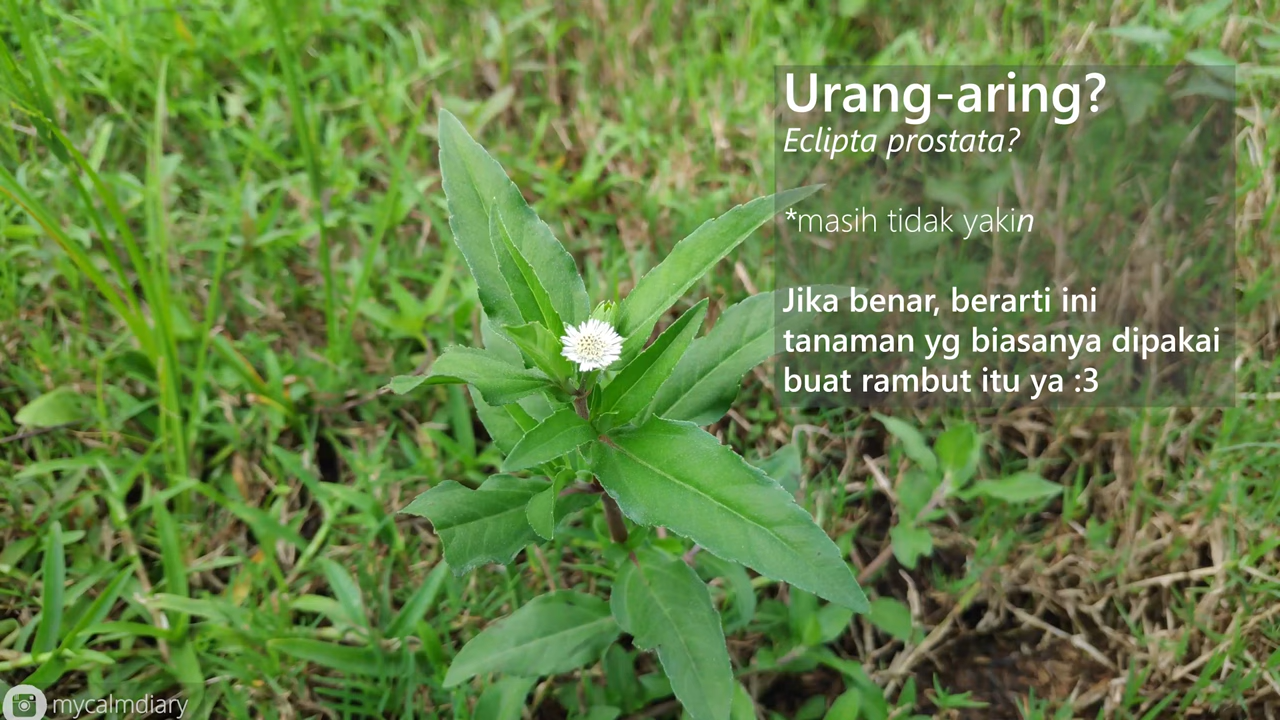 Urang-aring?
Eclipta prostata?
*masih tidak yakin
Jika benar, berarti ini
tanaman yg biasanya dipakai
buat rambut itu ya :3
mycalmdiary